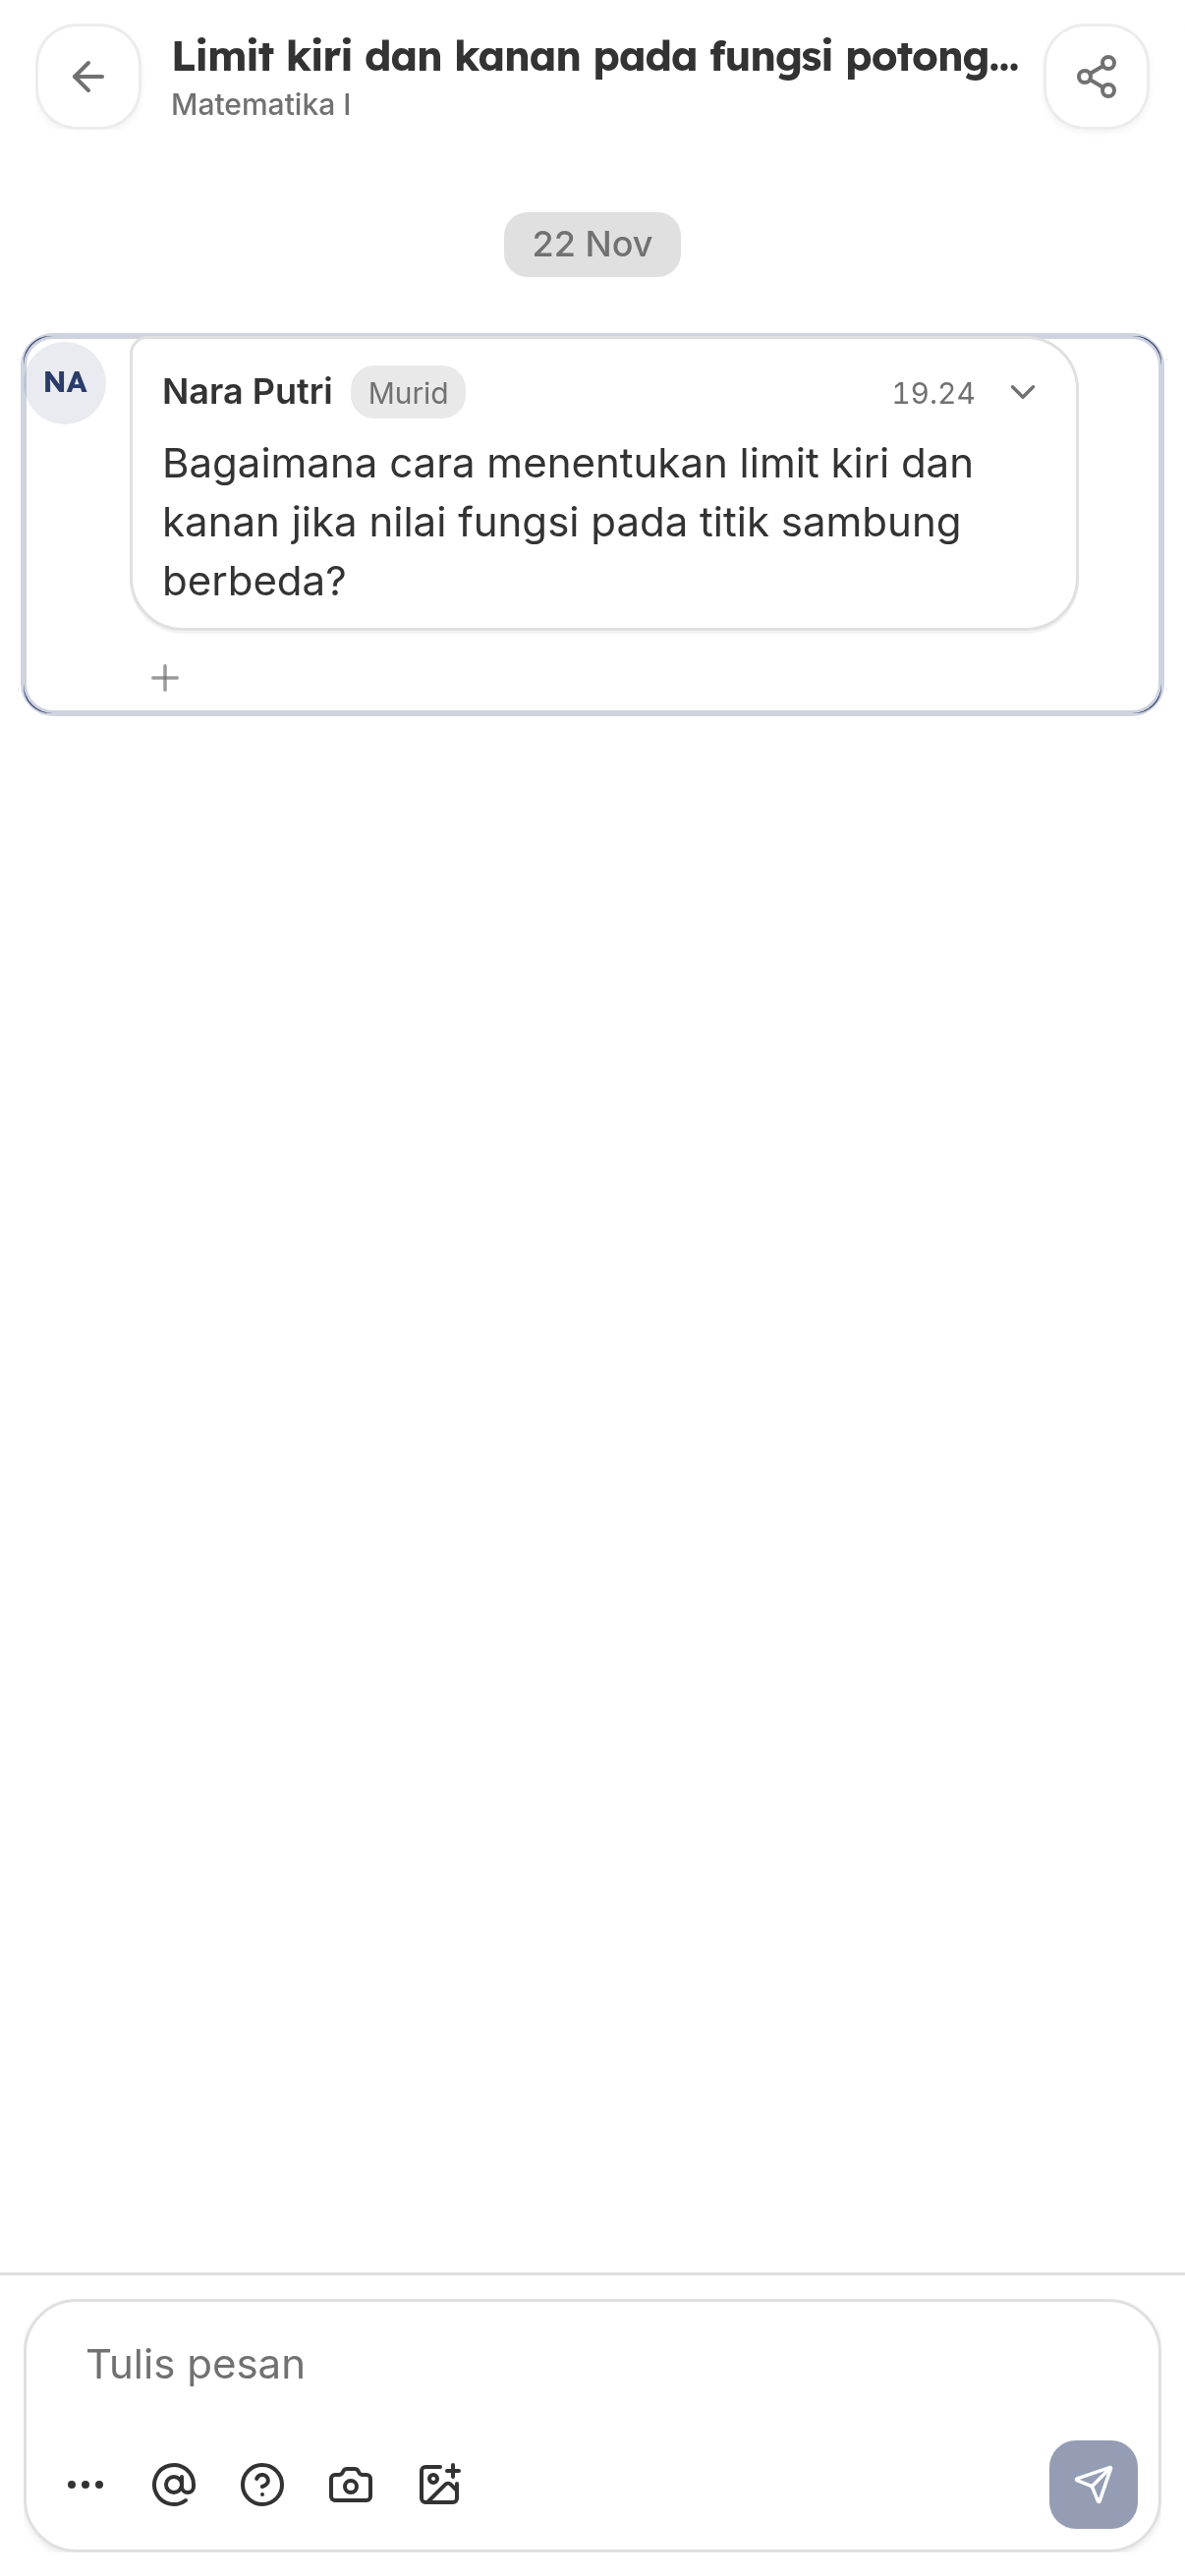 Limit kiri dan kanan pada fungsi potong...
Matematika I
22 Nov
NA
Nara Putri
Murid
19.24
Bagaimana cara menentukan limit kiri dan
kanan jika nilai fungsi pada titik sambung
berbeda?
Tulis pesan